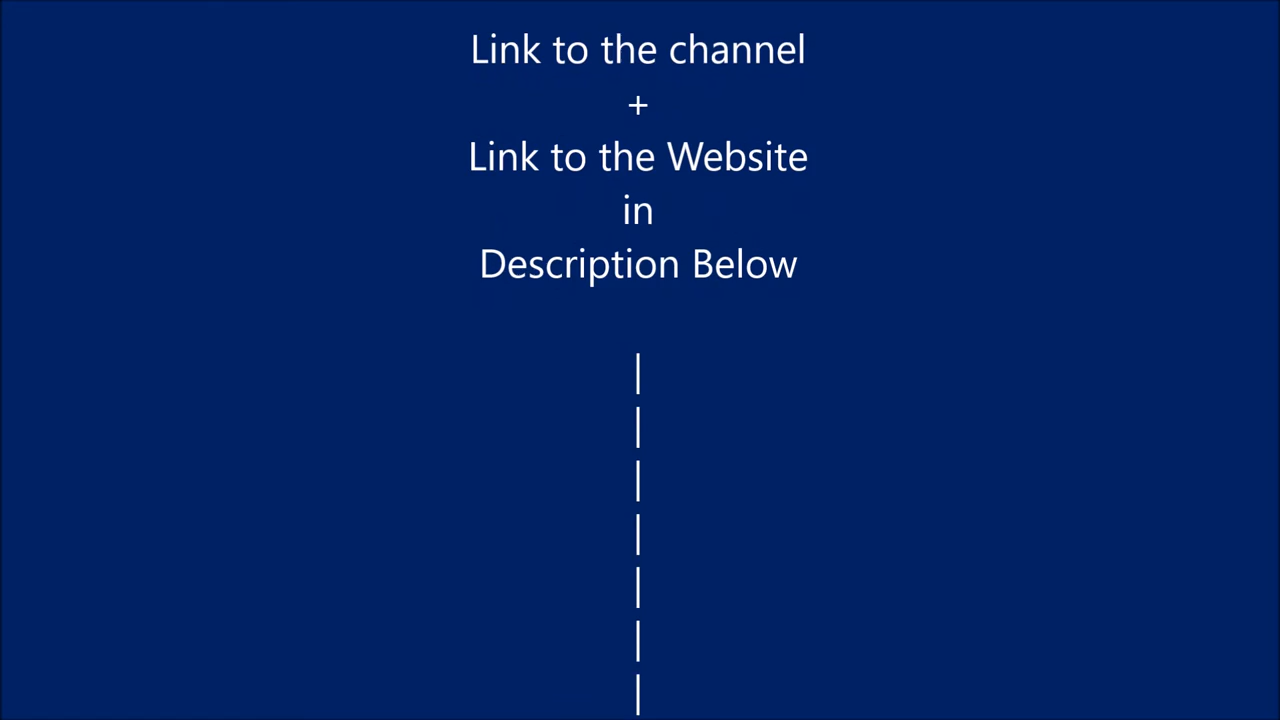 Link to the channel
+
Link to the Website
in
Description Below
|
|
|
|
|
|
|